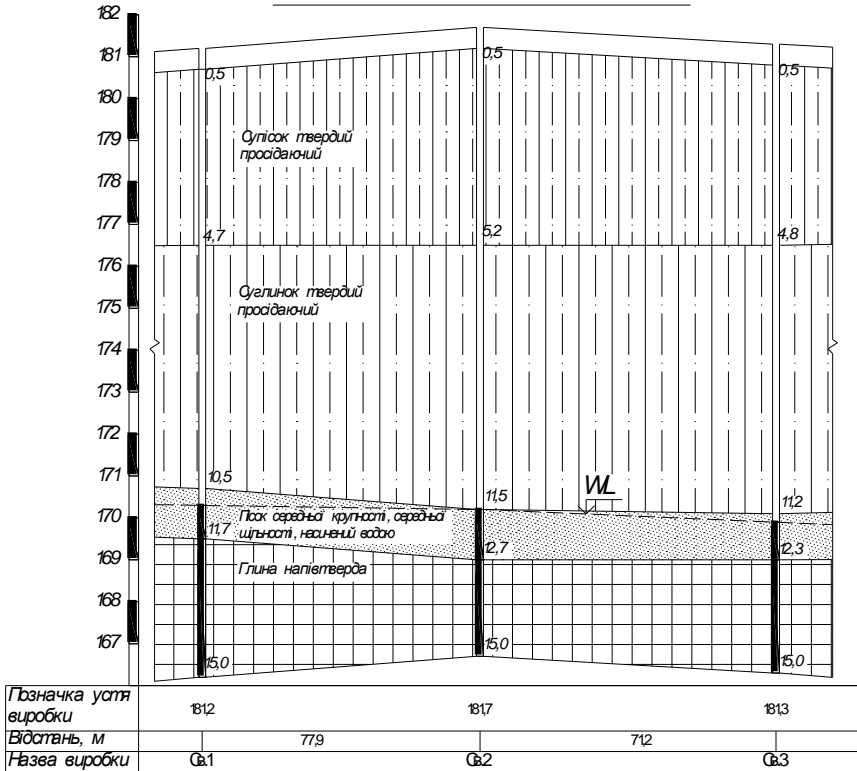 182
181
180
179
178
177
176
175
174
173
172
171
170
169
168
167
0,5
0,5
0,5
Супісок твердий
просідаючий
4,7
5,2
4,8
Суглинок твердий
просідаючий
10,5
11,5
WL
11,2
Пісок середньої крупності, середньої
щільності, насичений водою
11,7
12,7
12,3
Глина напівтверда
15,0
15,0
15,0
Позначка устя
виробки
181,2
181,7
181,3
Відстань, м
77,9
71,2
Назва виробки
Св.1
Св.2
Св.3